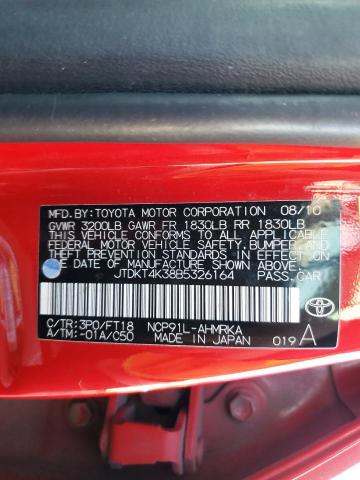 MFD.BY:TOYOTA MOTOR CORPORATION 08/10
GVWR 3200LB GAWR FR 1830LB RR 1830LB
THIS VEHICLE CONFORMS TO ALL APPLICABLE
FEDERAL MOTOR VEHICLE SAFETY, BUMPER, AND
THEFT PREVENTION STANDARDS IN EFFECT ON
THE DATE OF MANUFACTURE SHOWN ABOVE.
JTDKT4K38B5326164 PASS.CAR
C/TR:3P0/FT18 NCP91L-AHMRKA
A/TM:-01A/C50 MADE IN JAPAN 019 A